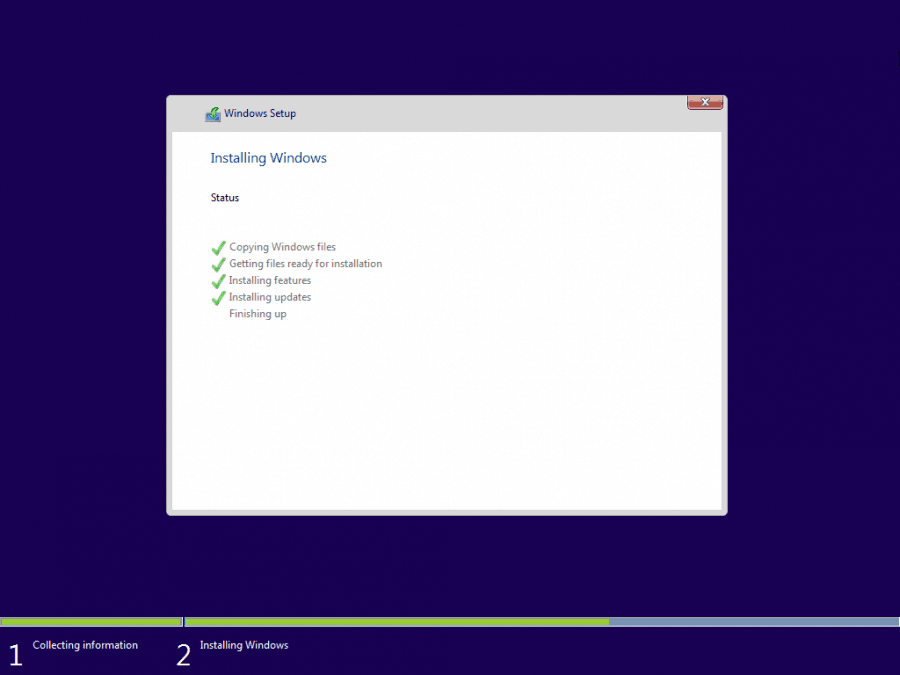 Windows Setup
Installing Windows
Status
Copying Windows files
Getting files ready for installation
Installing features
Installing updates
Finishing up
1 Collecting information
2 Installing Windows